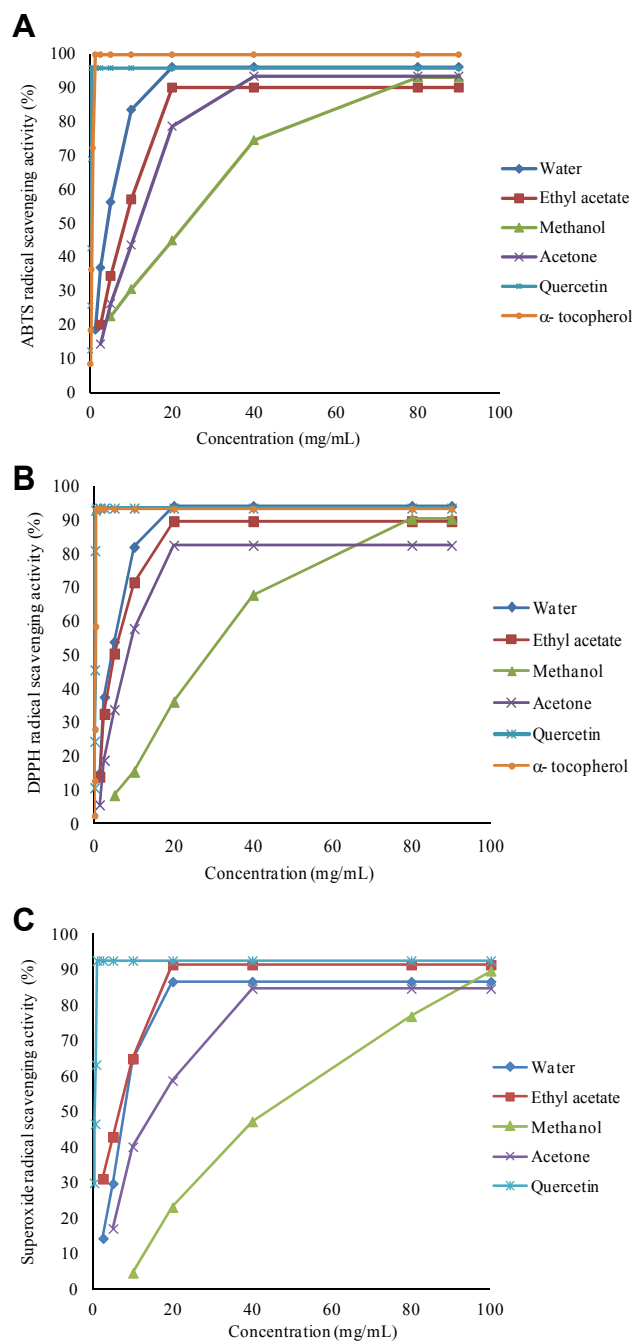 A
ABTS radical scavenging activity (%)
100
90
80
70
60
50
40
30
20
10
0
0 20 40 60 80 100
Concentration (mg/mL)
Water
Ethyl acetate
Methanol
Acetone
Quercetin
α- tocopherol
B
DPPH radical scavenging activity (%)
100
90
80
70
60
50
40
30
20
10
0
0 20 40 60 80 100
Concentration (mg/mL)
Water
Ethyl acetate
Methanol
Acetone
Quercetin
α- tocopherol
C
Superoxide radical scavenging activity (%)
100
90
80
70
60
50
40
30
20
10
0
0 20 40 60 80 100
Concentration (mg/mL)
Water
Ethyl acetate
Methanol
Acetone
Quercetin